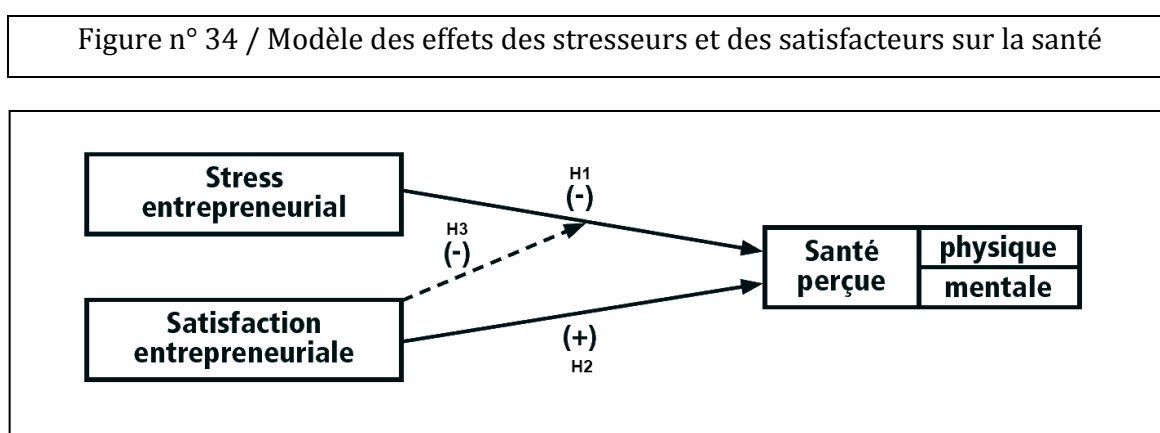 Figure n° 34 / Modèle des effets des stresseurs et des satisfacteurs sur la santé
Stress
entrepreneurial
H1
(-)
H3
(-)
Santé
perçue
physique
mentale
Satisfaction
entrepreneuriale
(+)
H2